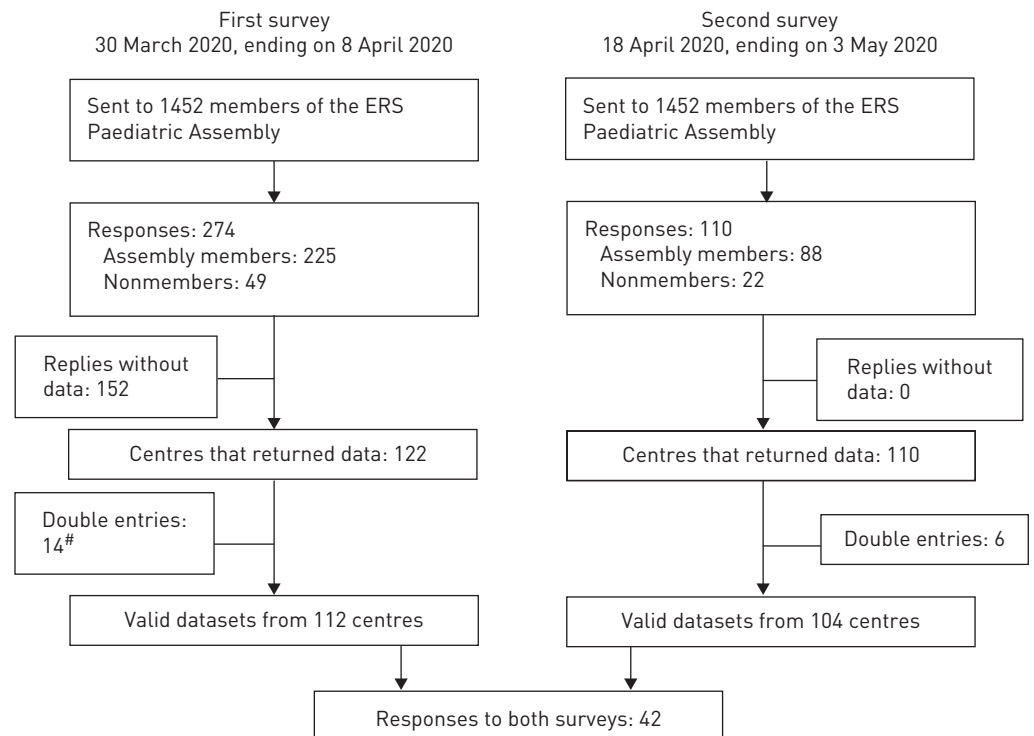 First survey
30 March 2020, ending on 8 April 2020
Sent to 1452 members of the ERS
Paediatric Assembly
Responses: 274
Assembly members: 225
Nonmembers: 49
Replies without
data: 152
Centres that returned data: 122
Double entries:
14#
Valid datasets from 112 centres
Second survey
18 April 2020, ending on 3 May 2020
Sent to 1452 members of the ERS
Paediatric Assembly
Responses: 110
Assembly members: 88
Nonmembers: 22
Replies without
data: 0
Centres that returned data: 110
Double entries: 6
Valid datasets from 104 centres
Responses to both surveys: 42